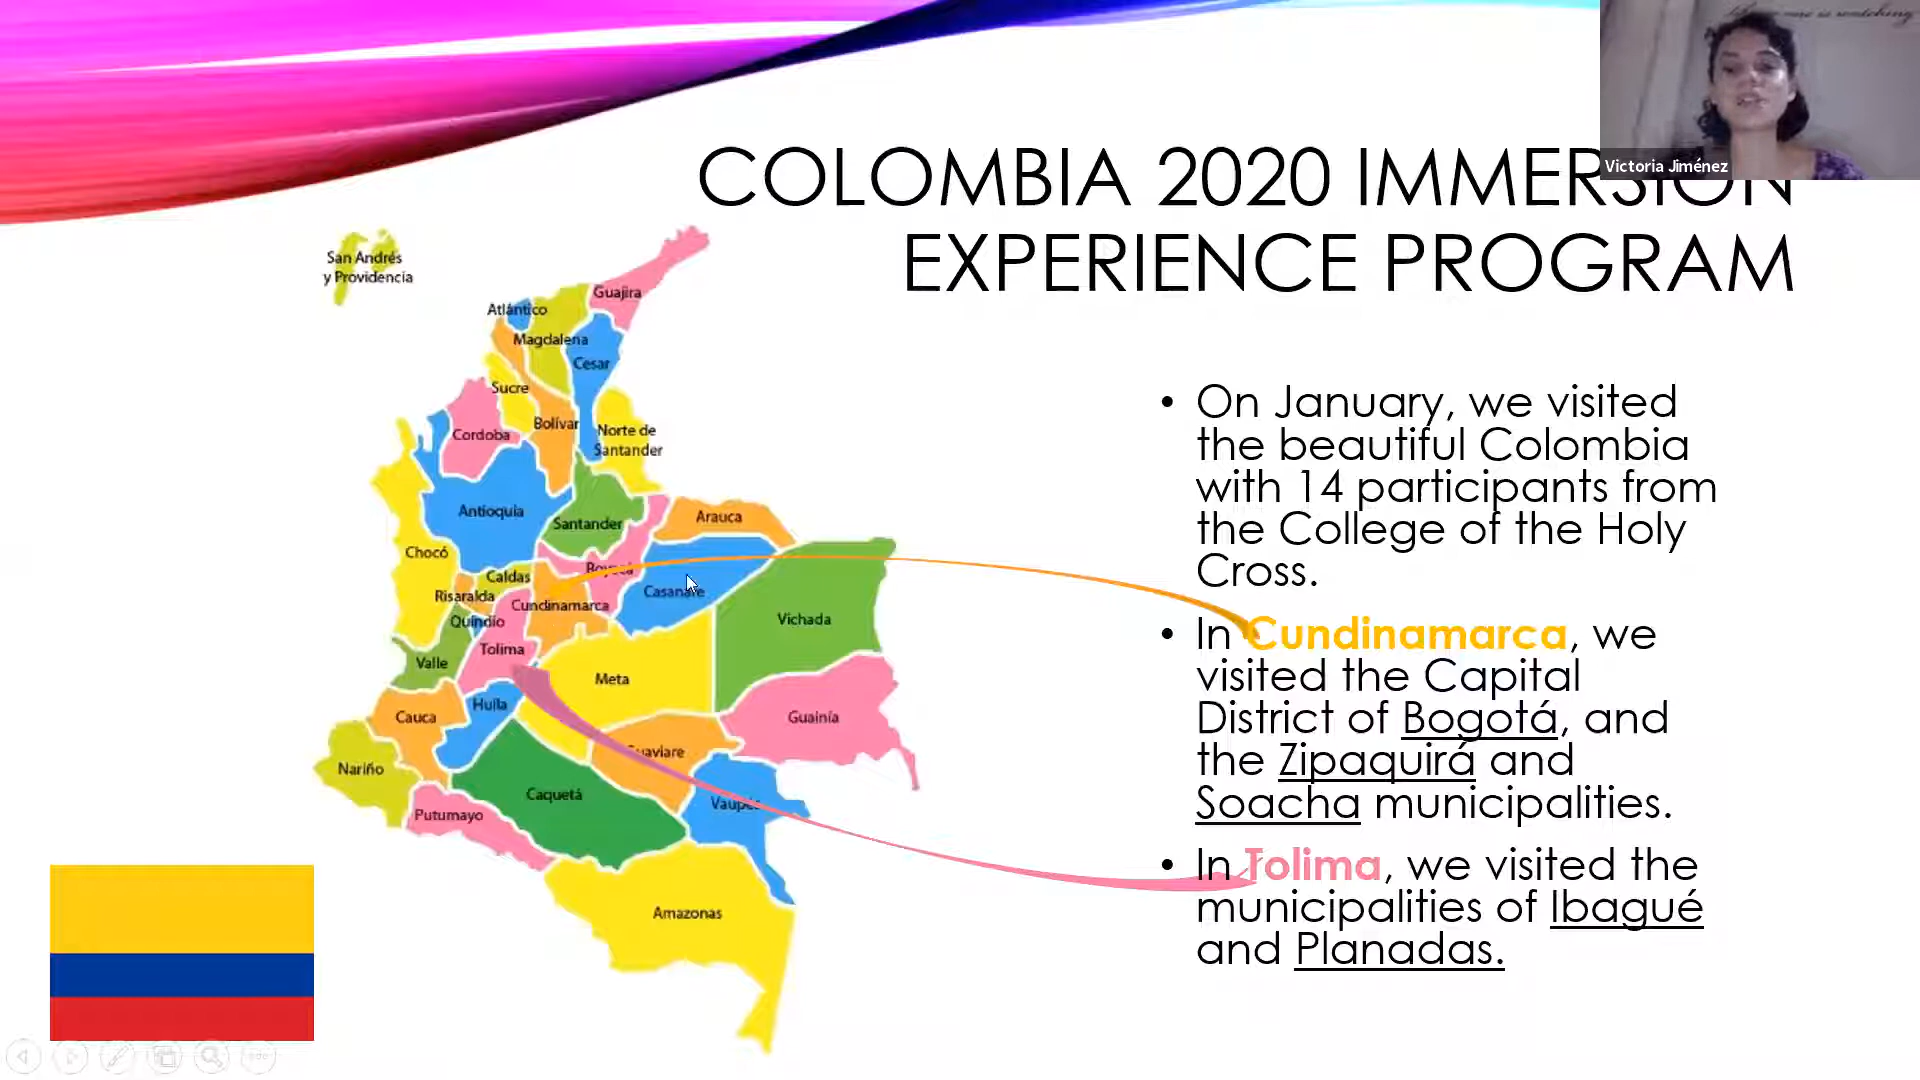 Victoria Jiménez
COLOMBIA 2020 IMMERSION
EXPERIENCE PROGRAM
San Andrés
y Providencia
Guajira
Atlántico
Magdalena
Cesar
Sucre
Bolívar
Norte de
Santander
Cordoba
Antioquia
Santander
Arauca
Chocó
Boyacá
Caldas
Casanare
Risaralda
Cundinamarca
Quindío
Vichada
Tolima
Valle
Meta
Huila
Cauca
Guainía
Guaviare
Nariño
Caquetá
Vaupés
Putumayo
Amazonas
• On January, we visited
the beautiful Colombia
with 14 participants from
the College of the Holy
Cross.
• In Cundinamarca, we
visited the Capital
District of Bogotá, and
the Zipaquirá and
Soacha municipalities.
• In Tolima, we visited the
municipalities of Ibagué
and Planadas.